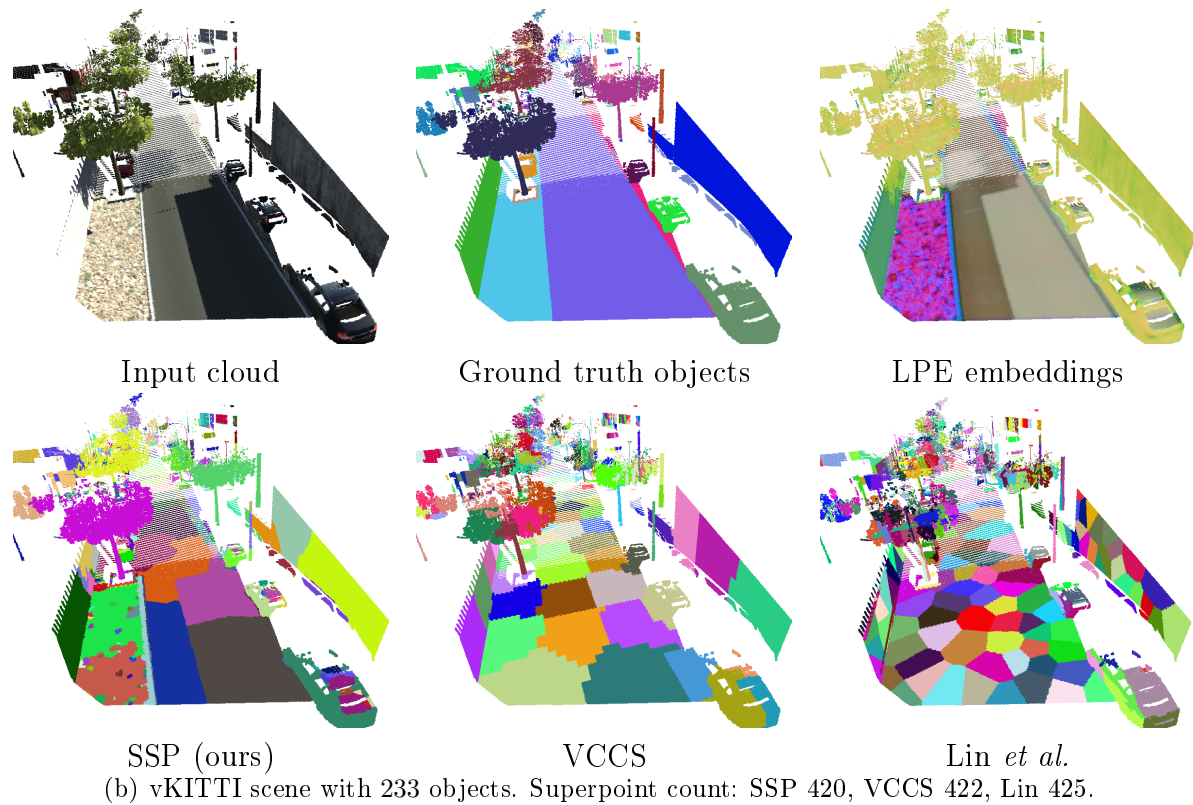 Input cloud
Ground truth objects
LPE embeddings
SSP (ours)
VCCS
Lin et al.
(b) vKITTI scene with 233 objects. Superpoint count: SSP 420, VCCS 422, Lin 425.